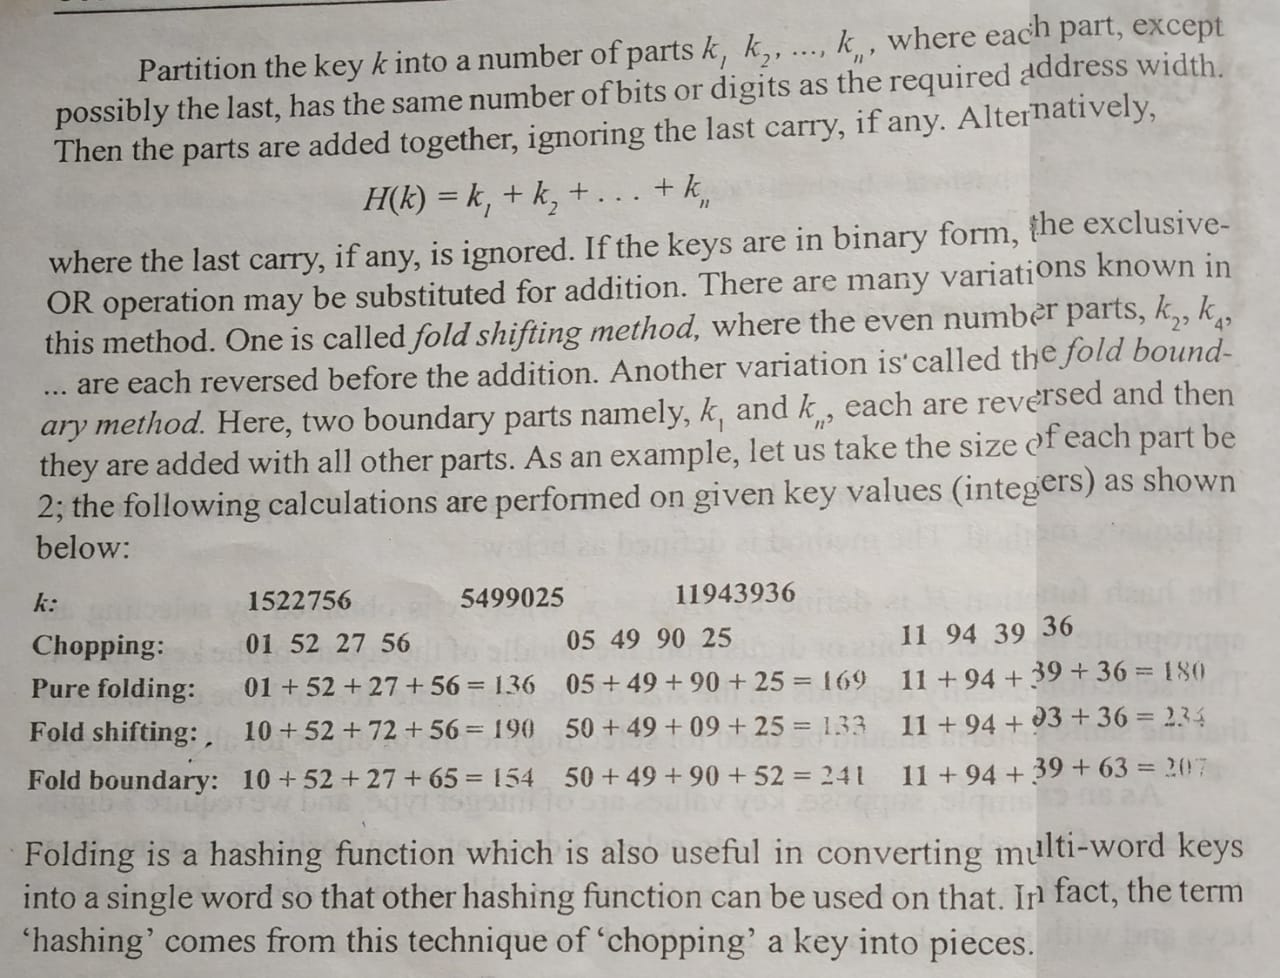 Partition the key k into a number of parts k₁ k₂, ..., kₙ, where each part, except
possibly the last, has the same number of bits or digits as the required address width.
Then the parts are added together, ignoring the last carry, if any. Alternatively,
H(k) = k₁ + k₂ + . . . + kₙ
where the last carry, if any, is ignored. If the keys are in binary form, the exclusive-
OR operation may be substituted for addition. There are many variations known in
this method. One is called fold shifting method, where the even number parts, k₂, k₄,
... are each reversed before the addition. Another variation is called the fold bound-
ary method. Here, two boundary parts namely, k₁ and kₙ, each are reversed and then
they are added with all other parts. As an example, let us take the size of each part be
2; the following calculations are performed on given key values (integers) as shown
below:
k: 1522756 5499025 11943936
Chopping: 01 52 27 56 05 49 90 25 11 94 39 36
Pure folding: 01 + 52 + 27 + 56 = 136 05 + 49 + 90 + 25 = 169 11 + 94 + 39 + 36 = 180
Fold shifting: 10 + 52 + 72 + 56 = 190 50 + 49 + 09 + 25 = 133 11 + 94 + 93 + 36 = 234
Fold boundary: 10 + 52 + 27 + 65 = 154 50 + 49 + 90 + 52 = 241 11 + 94 + 39 + 63 = 207
Folding is a hashing function which is also useful in converting multi-word keys
into a single word so that other hashing function can be used on that. In fact, the term
‘hashing’ comes from this technique of ‘chopping’ a key into pieces.